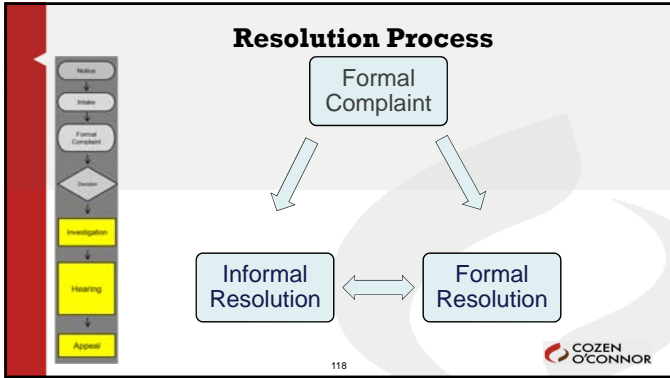 Resolution Process
Notice
Intake
Formal
Complaint
Decision
Investigation
Hearing
Appeal
Formal
Complaint
Informal
Resolution
Formal
Resolution
118
COZEN
O'CONNOR